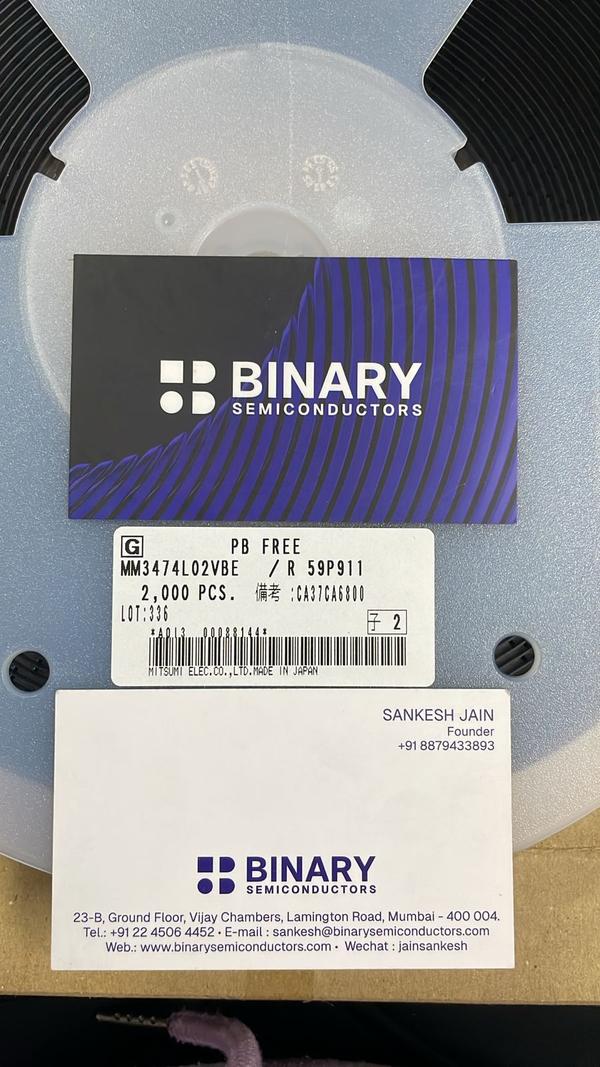 BINARY
SEMICONDUCTORS
G PB FREE
MM3474L02VBE /R 59P911
2,000 PCS. 備考 :CA37CA6800
LOT:336
子 2
*A013 00088144*
MITSUMI ELEC.CO.,LTD.MADE IN JAPAN
SANKESH JAIN
Founder
+91 8879433893
BINARY
SEMICONDUCTORS
23-B, Ground Floor, Vijay Chambers, Lamington Road, Mumbai - 400 004.
Tel.: +91 22 4506 4452 • E-mail : sankesh@binarysemiconductors.com
Web.: www.binarysemiconductors.com • Wechat : jainsankesh